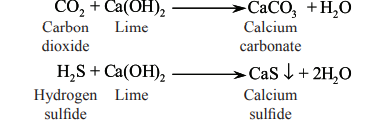 CO₂ + Ca(OH)₂ ⟶ CaCO₃ + H₂O
Carbon Lime Calcium
dioxide carbonate
H₂S + Ca(OH)₂ ⟶ CaS ↓ + 2H₂O
Hydrogen Lime Calcium
sulfide sulfide